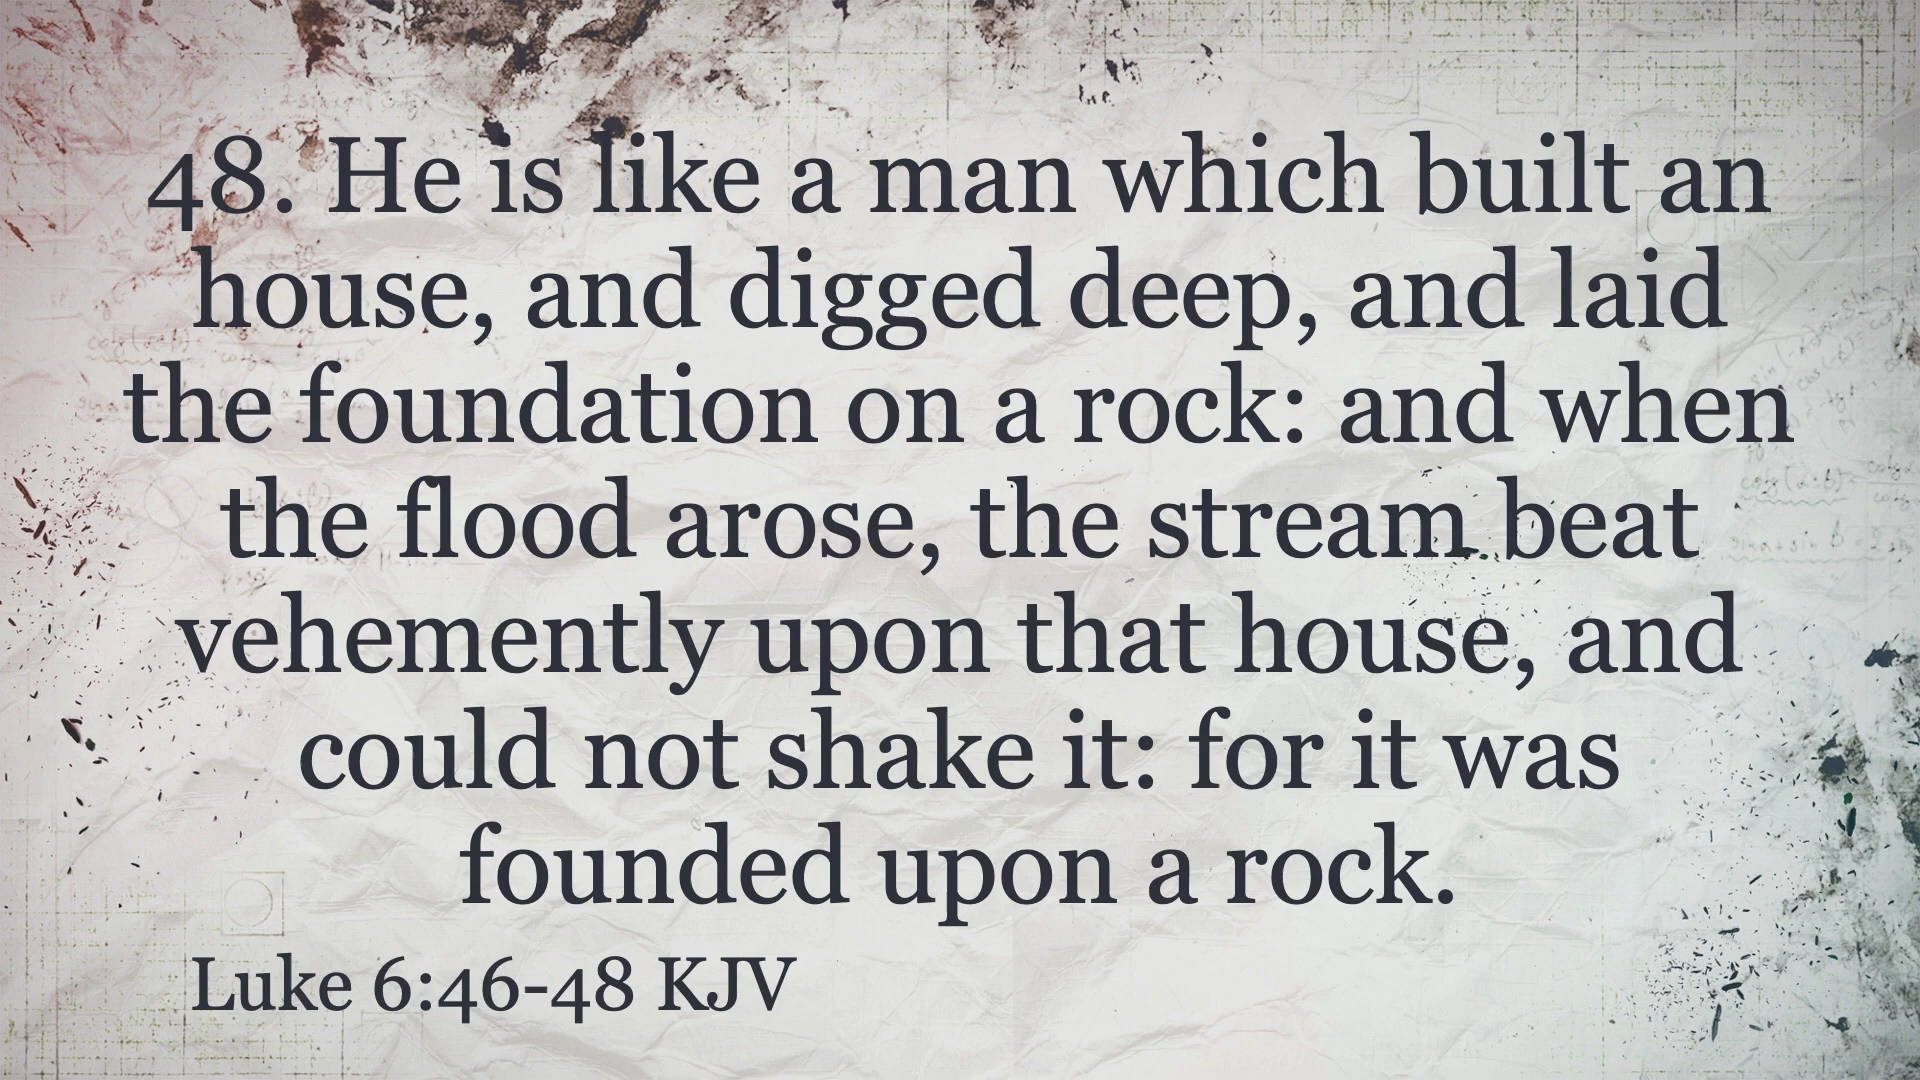 48. He is like a man which built an
house, and digged deep, and laid
the foundation on a rock: and when
the flood arose, the stream beat
vehemently upon that house, and
could not shake it: for it was
founded upon a rock.
Luke 6:46-48 KJV